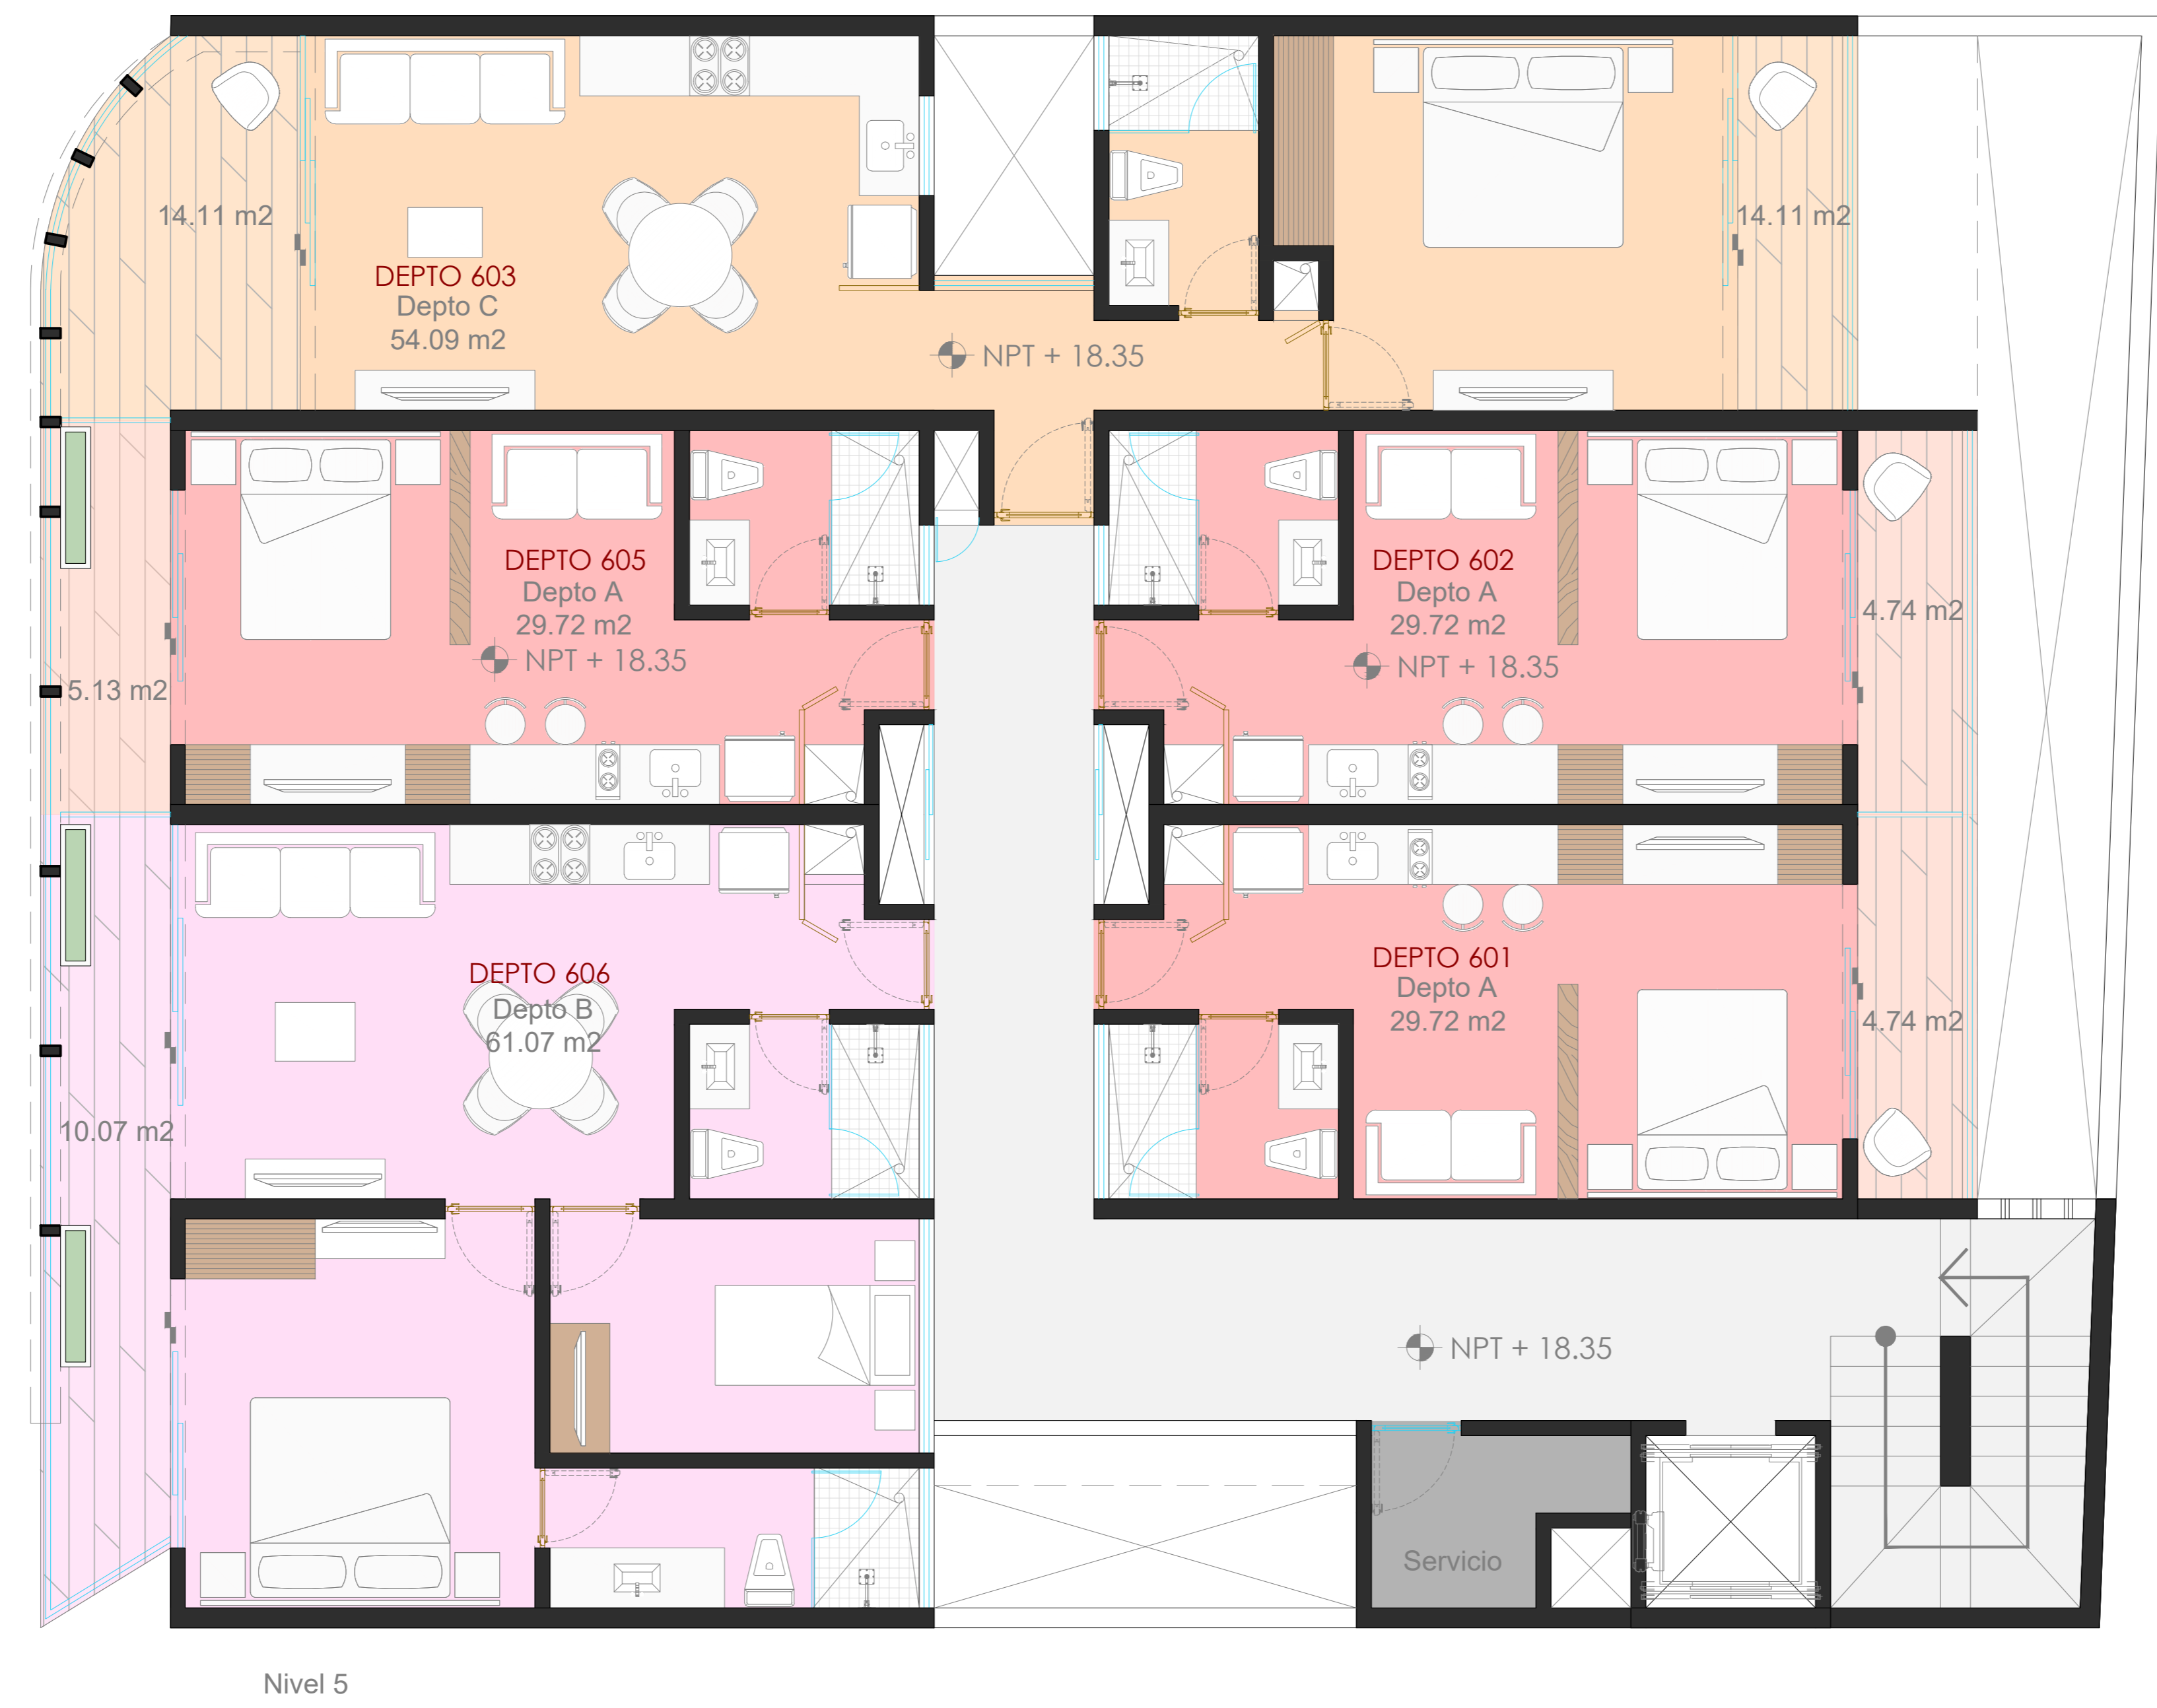 14.11 m2
14.11 m2
DEPTO 603
Depto C
54.09 m2
NPT + 18.35
DEPTO 605
Depto A
29.72 m2
NPT + 18.35
DEPTO 602
Depto A
29.72 m2
NPT + 18.35
4.74 m2
5.13 m2
DEPTO 606
Depto B
61.07 m2
DEPTO 601
Depto A
29.72 m2
4.74 m2
10.07 m2
NPT + 18.35
Servicio
Nivel 5